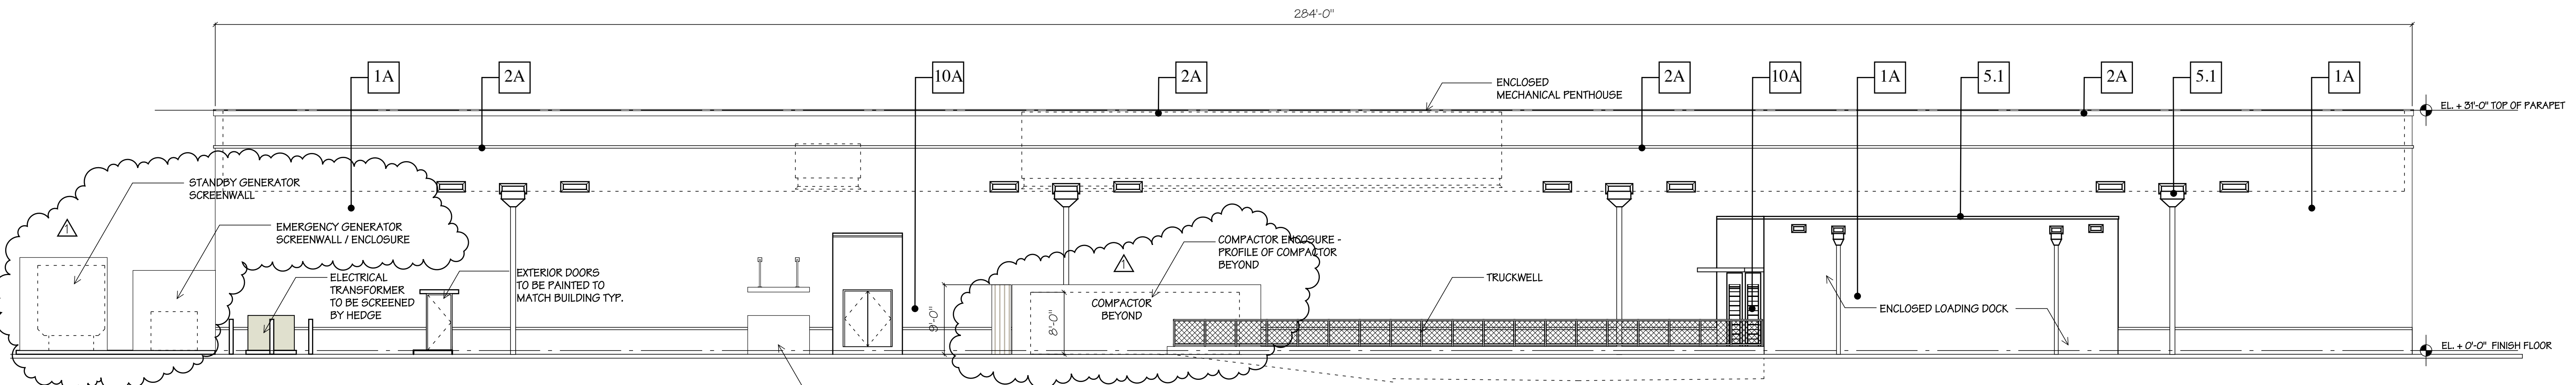 284'-0"
1A
2A
10A
2A
2A
10A
1A
5.1
2A
5.1
1A
ENCLOSED
MECHANICAL PENTHOUSE
EL. + 31'-0" TOP OF PARAPET
STANDBY GENERATOR
SCREENWALL
1
EMERGENCY GENERATOR
SCREENWALL / ENCLOSURE
ELECTRICAL
TRANSFORMER
TO BE SCREENED
BY HEDGE
EXTERIOR DOORS
TO BE PAINTED TO
MATCH BUILDING TYP.
COMPACTOR ENCOSURE -
PROFILE OF COMPACTOR
BEYOND
1
9'-0"
8'-0"
COMPACTOR
BEYOND
TRUCKWELL
ENCLOSED LOADING DOCK
EL. + 0'-0" FINISH FLOOR